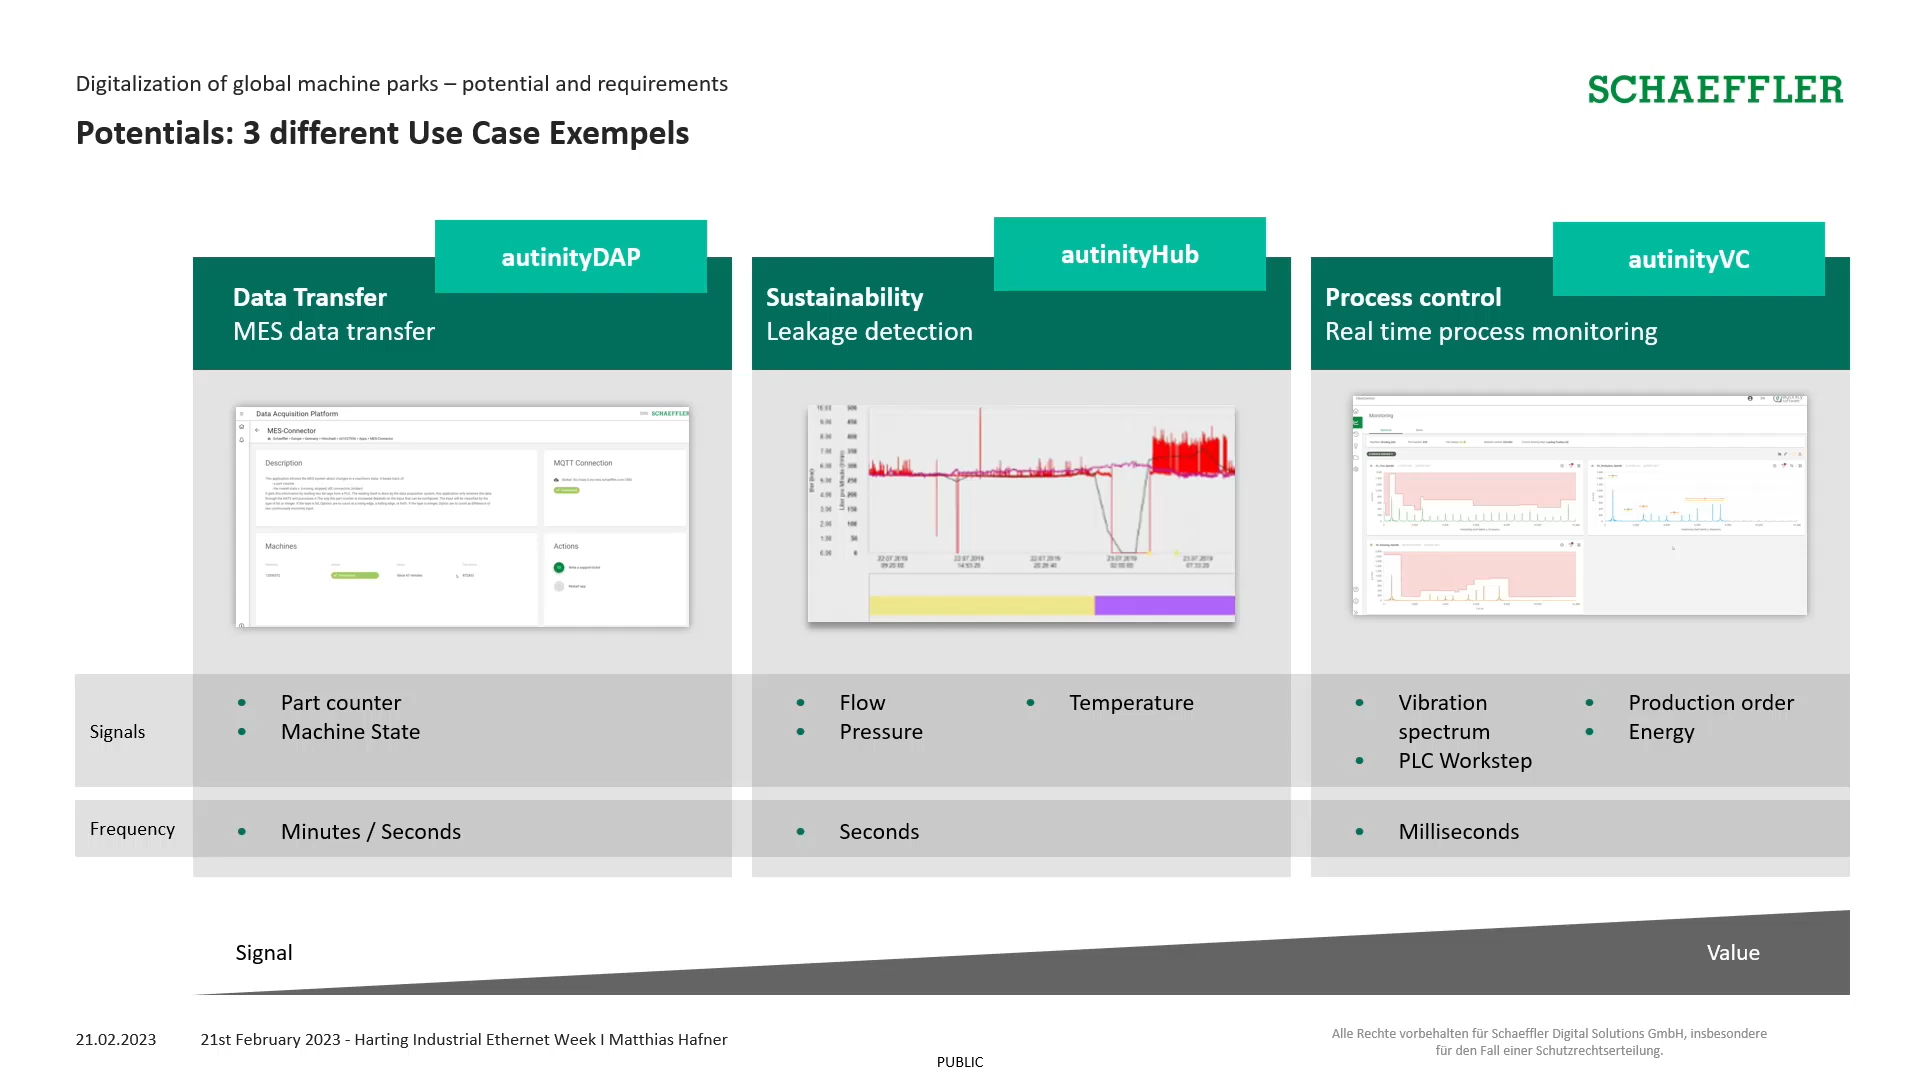 Digitalization of global machine parks – potential and requirements
SCHAEFFLER
Potentials: 3 different Use Case Exempels
autinityDAP
Data Transfer
MES data transfer
autinityHub
Sustainability
Leakage detection
autinityVC
Process control
Real time process monitoring
Data Acquisition Platform
SCHAEFFLER
MES-Connector
Description
MQTT Connection
Machines
Actions
Monitoring
Signals
Part counter
Machine State
Flow
Pressure
Temperature
Vibration
spectrum
PLC Workstep
Production order
Energy
Frequency
Minutes / Seconds
Seconds
Milliseconds
Signal
Value
21.02.2023
21st February 2023 - Harting Industrial Ethernet Week I Matthias Hafner
PUBLIC
Alle Rechte vorbehalten für Schaeffler Digital Solutions GmbH, insbesondere
für den Fall einer Schutzrechtserteilung.